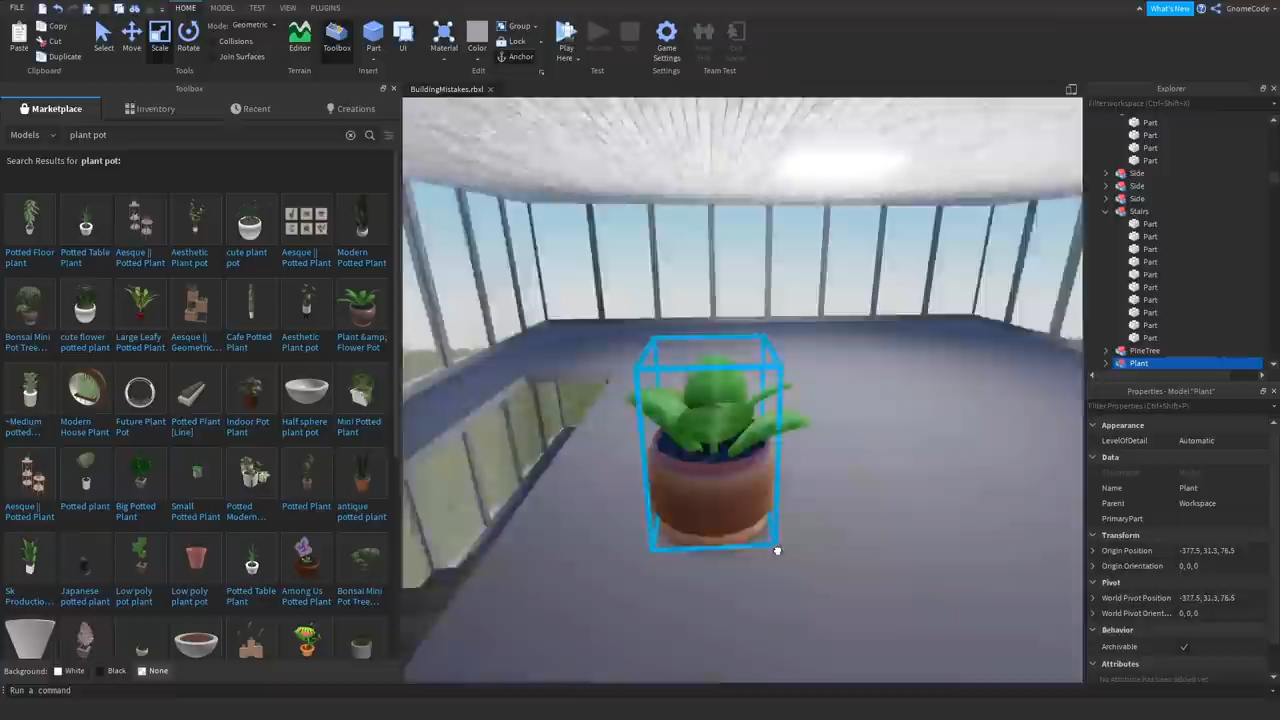 FILE
HOME
MODEL
TEST
VIEW
PLUGINS
What's New
GnomeCode
Copy
Cut
Duplicate
Paste
Clipboard
Select
Move
Scale
Rotate
Mode: Geometric
Collisions
Join Surfaces
Tools
Editor
Terrain
Toolbox
Part
UI
Insert
Material
Color
Group
Lock
Anchor
Edit
Play
Here
Test
Game
Settings
Settings
Team Test
Toolbox
Marketplace
Inventory
Recent
Creations
Models
plant pot
Search Results for plant pot:
Potted Floor plant
Potted Table Plant
Aesque || Potted Plant
Aesthetic Plant pot
cute plant pot
Aesque || Potted Plant
Modern Potted Plant
Bonsai Mini Pot Tree...
cute flower potted plant
Large Leafy Potted Plant
Aesque || Geometric...
Cafe Potted Plant
Aesthetic Plant pot
Plant &amp; Flower Pot
~Medium potted...
Modern House Plant
Future Plant Pot
Potted Plant [Line]
Indoor Pot Plant
Half sphere plant pot
Mini Potted Plant
Aesque || Potted Plant
Potted plant
Big Potted Plant
Small Potted Plant
Potted Modern...
Potted Plant
antique potted plant
Sk Productio...
Japanese potted plant
Low poly pot plant
Low poly plant pot
Potted Table Plant
Among Us Potted Plant
Bonsai Mini Pot Tree...
Background:
White
Black
None
Run a command
BuildingMistakes.rbxl
Explorer
Filter workspace (Ctrl+Shift+X)
Part
Part
Part
Part
Side
Side
Side
Stairs
Part
Part
Part
Part
Part
Part
Part
Part
Part
Part
PineTree
Plant
Properties - Model "Plant"
Filter Properties (Ctrl+Shift+P)
Appearance
LevelOfDetail Automatic
Data
Name Plant
Parent Workspace
PrimaryPart
Transform
Origin Position -377.5, 31.3, 76.5
Origin Orientation 0, 0, 0
Pivot
World Pivot Position -377.5, 31.3, 76.5
World Pivot Orient... 0, 0, 0
Behavior
Archivable
Attributes